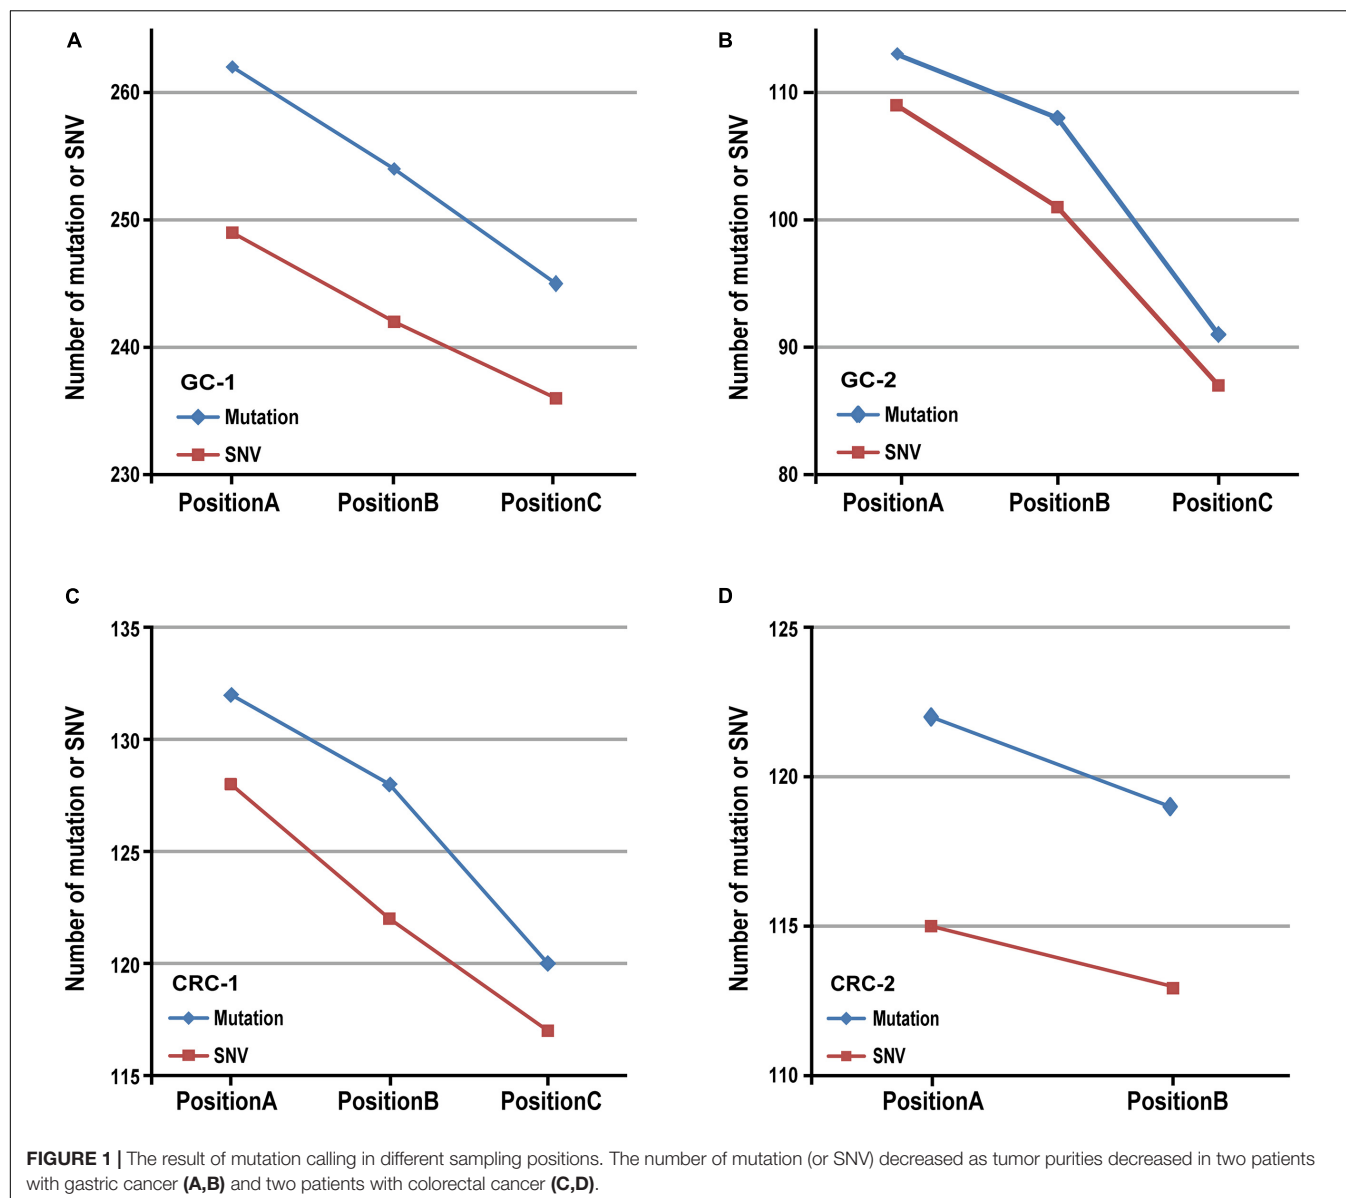 A
Number of mutation or SNV
260
250
240
230
GC-1
Mutation
SNV
PositionA PositionB PositionC
B
Number of mutation or SNV
110
100
90
80
GC-2
Mutation
SNV
PositionA PositionB PositionC
C
Number of mutation or SNV
135
130
125
120
115
CRC-1
Mutation
SNV
PositionA PositionB PositionC
D
Number of mutation or SNV
125
120
115
110
CRC-2
Mutation
SNV
PositionA PositionB
FIGURE 1 | The result of mutation calling in different sampling positions. The number of mutation (or SNV) decreased as tumor purities decreased in two patients
with gastric cancer (A,B) and two patients with colorectal cancer (C,D).